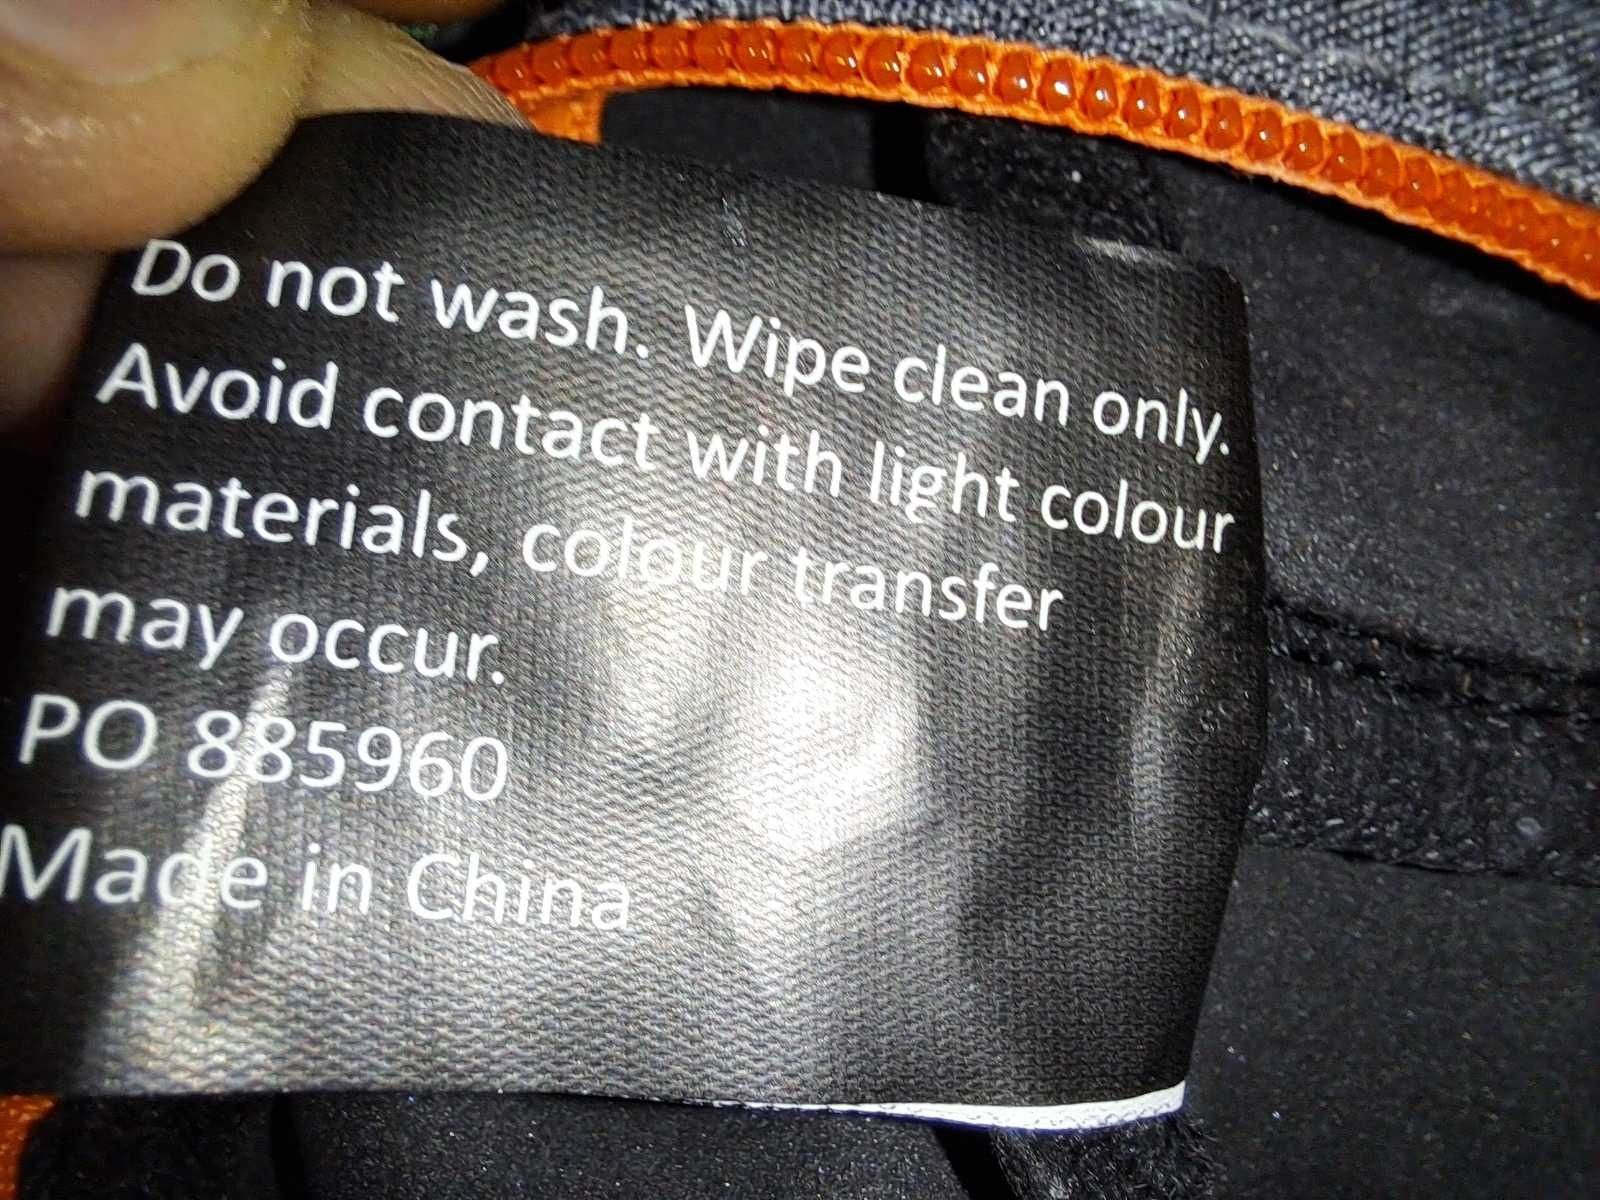 Do not wash. Wipe clean only.
Avoid contact with light colour
materials, colour transfer
may occur.
PO 885960
Made in China